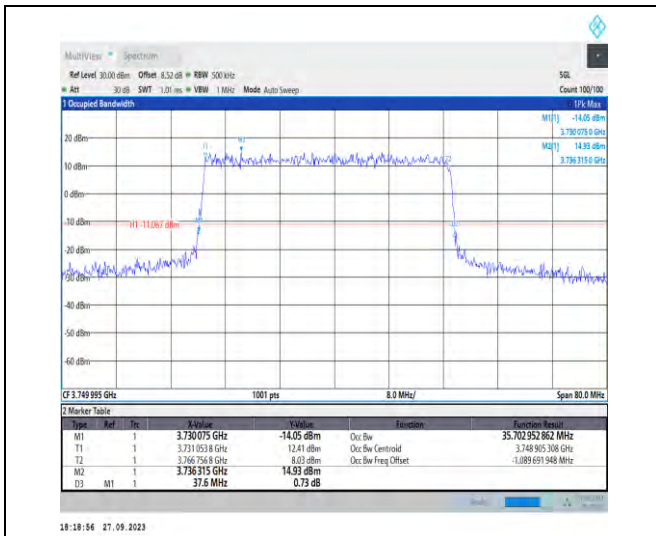 MultiView Spectrum
Ref Level 30.00 dBm Offset 8.52 dB RBW 500 kHz SGL
Att 30 dB SWT 1.01 ms VBW 1 MHz Mode Auto Sweep Count 100/100
1 Occupied Bandwidth 1Pk Max
M1[1] -14.05 dBm
3.730 075 0 GHz
M2[1] 14.93 dBm
3.736 315 0 GHz
20 dBm
10 dBm
0 dBm
-10 dBm
H1 -11.067 dBm
-20 dBm
-30 dBm
-40 dBm
-50 dBm
-60 dBm
CF 3.749 995 GHz 1001 pts 8.0 MHz/ Span 80.0 MHz
2 Marker Table
Type Ref Trc X-Value Y-Value Function Function Result
M1 1 3.730075 GHz -14.05 dBm Occ Bw 35.702 952 862 MHz
T1 1 3.731 053 8 GHz 12.41 dBm Occ Bw Centroid 3.748 905 308 GHz
T2 1 3.766 756 8 GHz 8.03 dBm Occ Bw Freq Offset -1.089 691 948 MHz
M2 1 3.736315 GHz 14.93 dBm
D3 M1 1 37.6 MHz 0.73 dB
18:18:56 27.09.2023